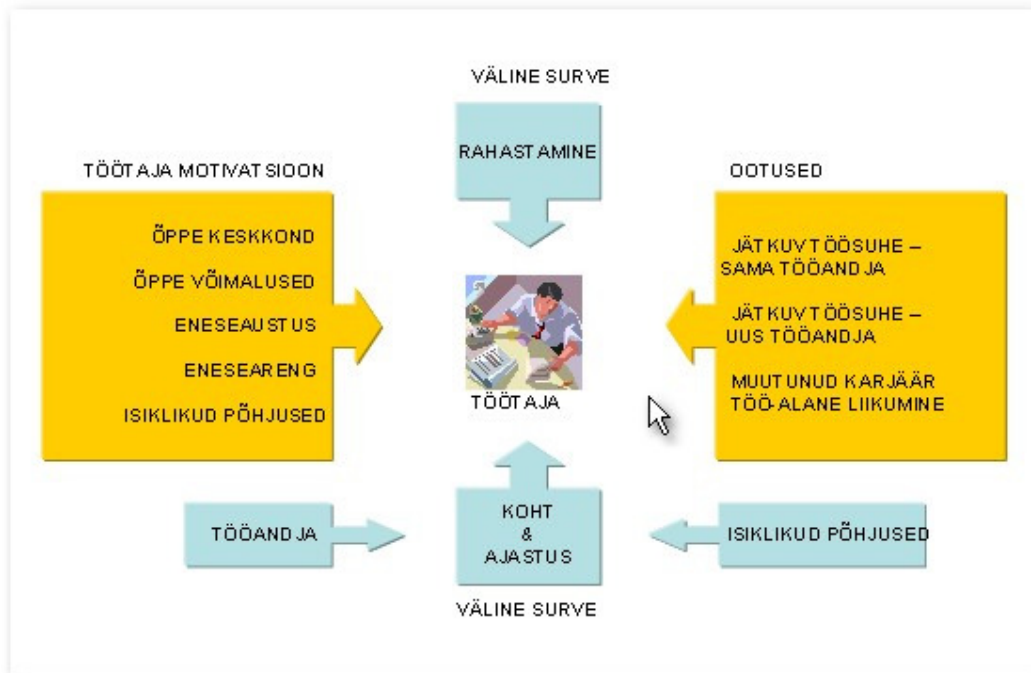 VÄLINE SURVE
RAHASTAMINE
TÖÖTAJA MOTIVATSIOON
ÕPPE KESKKOND
ÕPPE VÕIMALUSED
ENESEAUSTUS
ENESEARENG
ISIKLIKUD PÕHJUSED
OOTUSED
JÄTKUV TÖÖSUHE –
SAMA TÖÖANDJA
JÄTKUV TÖÖSUHE –
UUS TÖÖANDJA
MUUTUNUD KARJÄÄR
TÖÖ-ALANE LIIKUMINE
TÖÖTAJA
TÖÖANDJA
KOHT
&
AJASTUS
ISIKLIKUD PÕHJUSED
VÄLINE SURVE